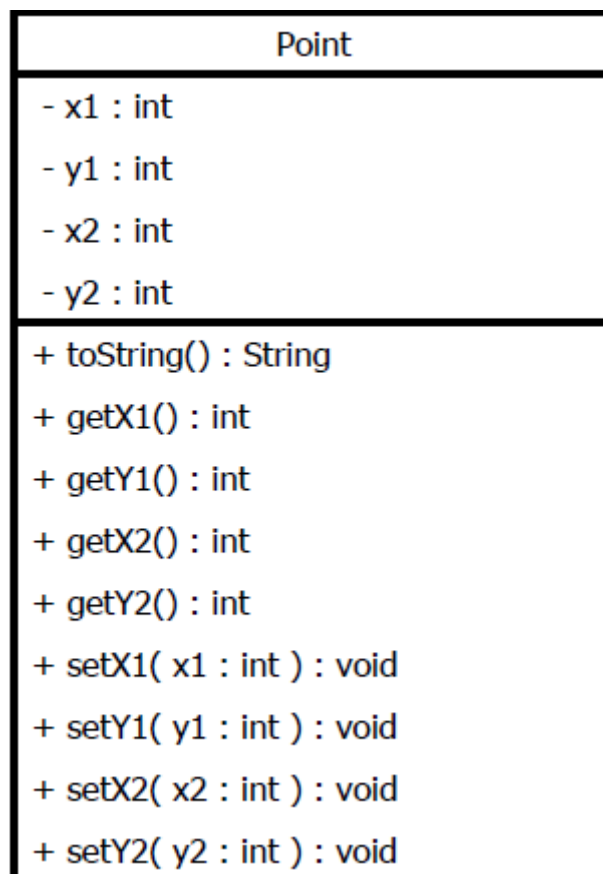 Point
- x1 : int
- y1 : int
- x2 : int
- y2 : int
+ toString() : String
+ getX1() : int
+ getY1() : int
+ getX2() : int
+ getY2() : int
+ setX1( x1 : int ) : void
+ setY1( y1 : int ) : void
+ setX2( x2 : int ) : void
+ setY2( y2 : int ) : void